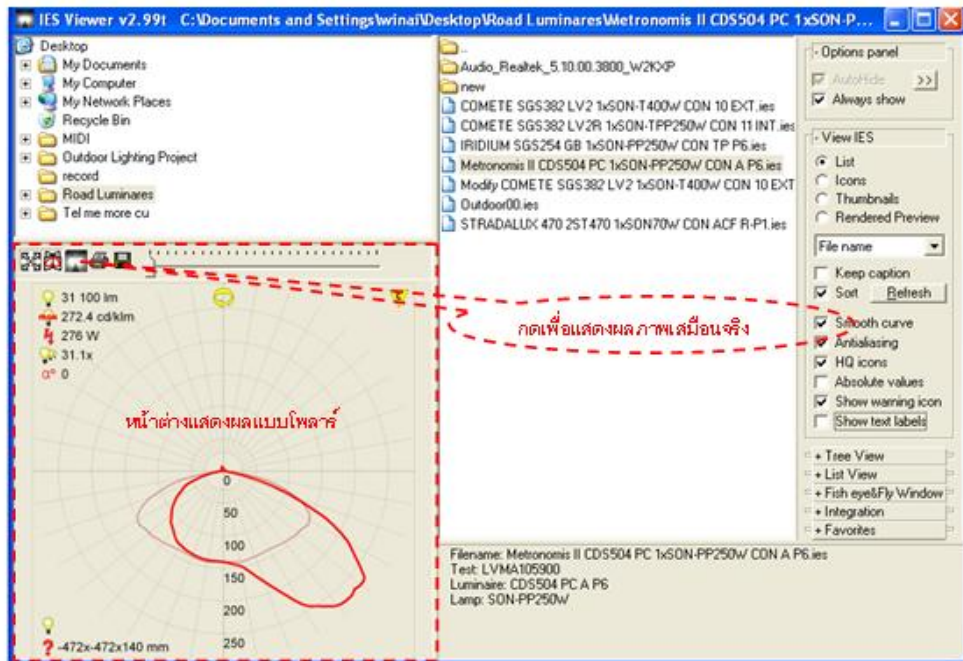 IES Viewer v2.99t C:\Documents and Settings\winai\Desktop\Road Luminares\Metronomis II CDS504 PC 1xSON-P...
Desktop
My Documents
My Computer
My Network Places
Recycle Bin
MIDI
Outdoor Lighting Project
record
Road Luminares
Tell me more cu
..
Audio_Realtek_5.10.00.3800_W2KXP
new
COMETE SGS382 LV2 1xSON-T400W CON 10 EXT.ies
COMETE SGS382 LV2R 1xSON-TPP250W CON 11 INT.ies
IRIDIUM SGS254 GB 1xSON-PP250W CON TP P6.ies
Metronomis II CDS504 PC 1xSON-PP250W CON A P6.ies
Modify COMETE SGS382 LV2 1xSON-T400W CON 10 EXT
Outdoor00.ies
STRADALUX 470 2ST470 1xSON70W CON ACF R-P1.ies
- Options panel
AutoHide >>|
Always show
- View IES
List
Icons
Thumbnails
Rendered Preview
File name
Keep caption
Sort Refresh
Smooth curve
Antialiasing
HQ icons
Absolute values
Show warning icon
Show text labels
+ Tree View
+ List View
+ Fish eye&Fly Window
+ Integration
+ Favorites
31 100 lm
272.4 cd/klm
276 W
31.1x
α° 0
กดเพื่อแสดงผลภาพเสมือนจริง
หน้าต่างแสดงผลแบบโพลาร์
0
50
100
150
200
250
? -472x-472x140 mm
Filename: Metronomis II CDS504 PC 1xSON-PP250W CON A P6.ies
Test: LVMA105900
Luminaire: CDS504 PC A P6
Lamp: SON-PP250W